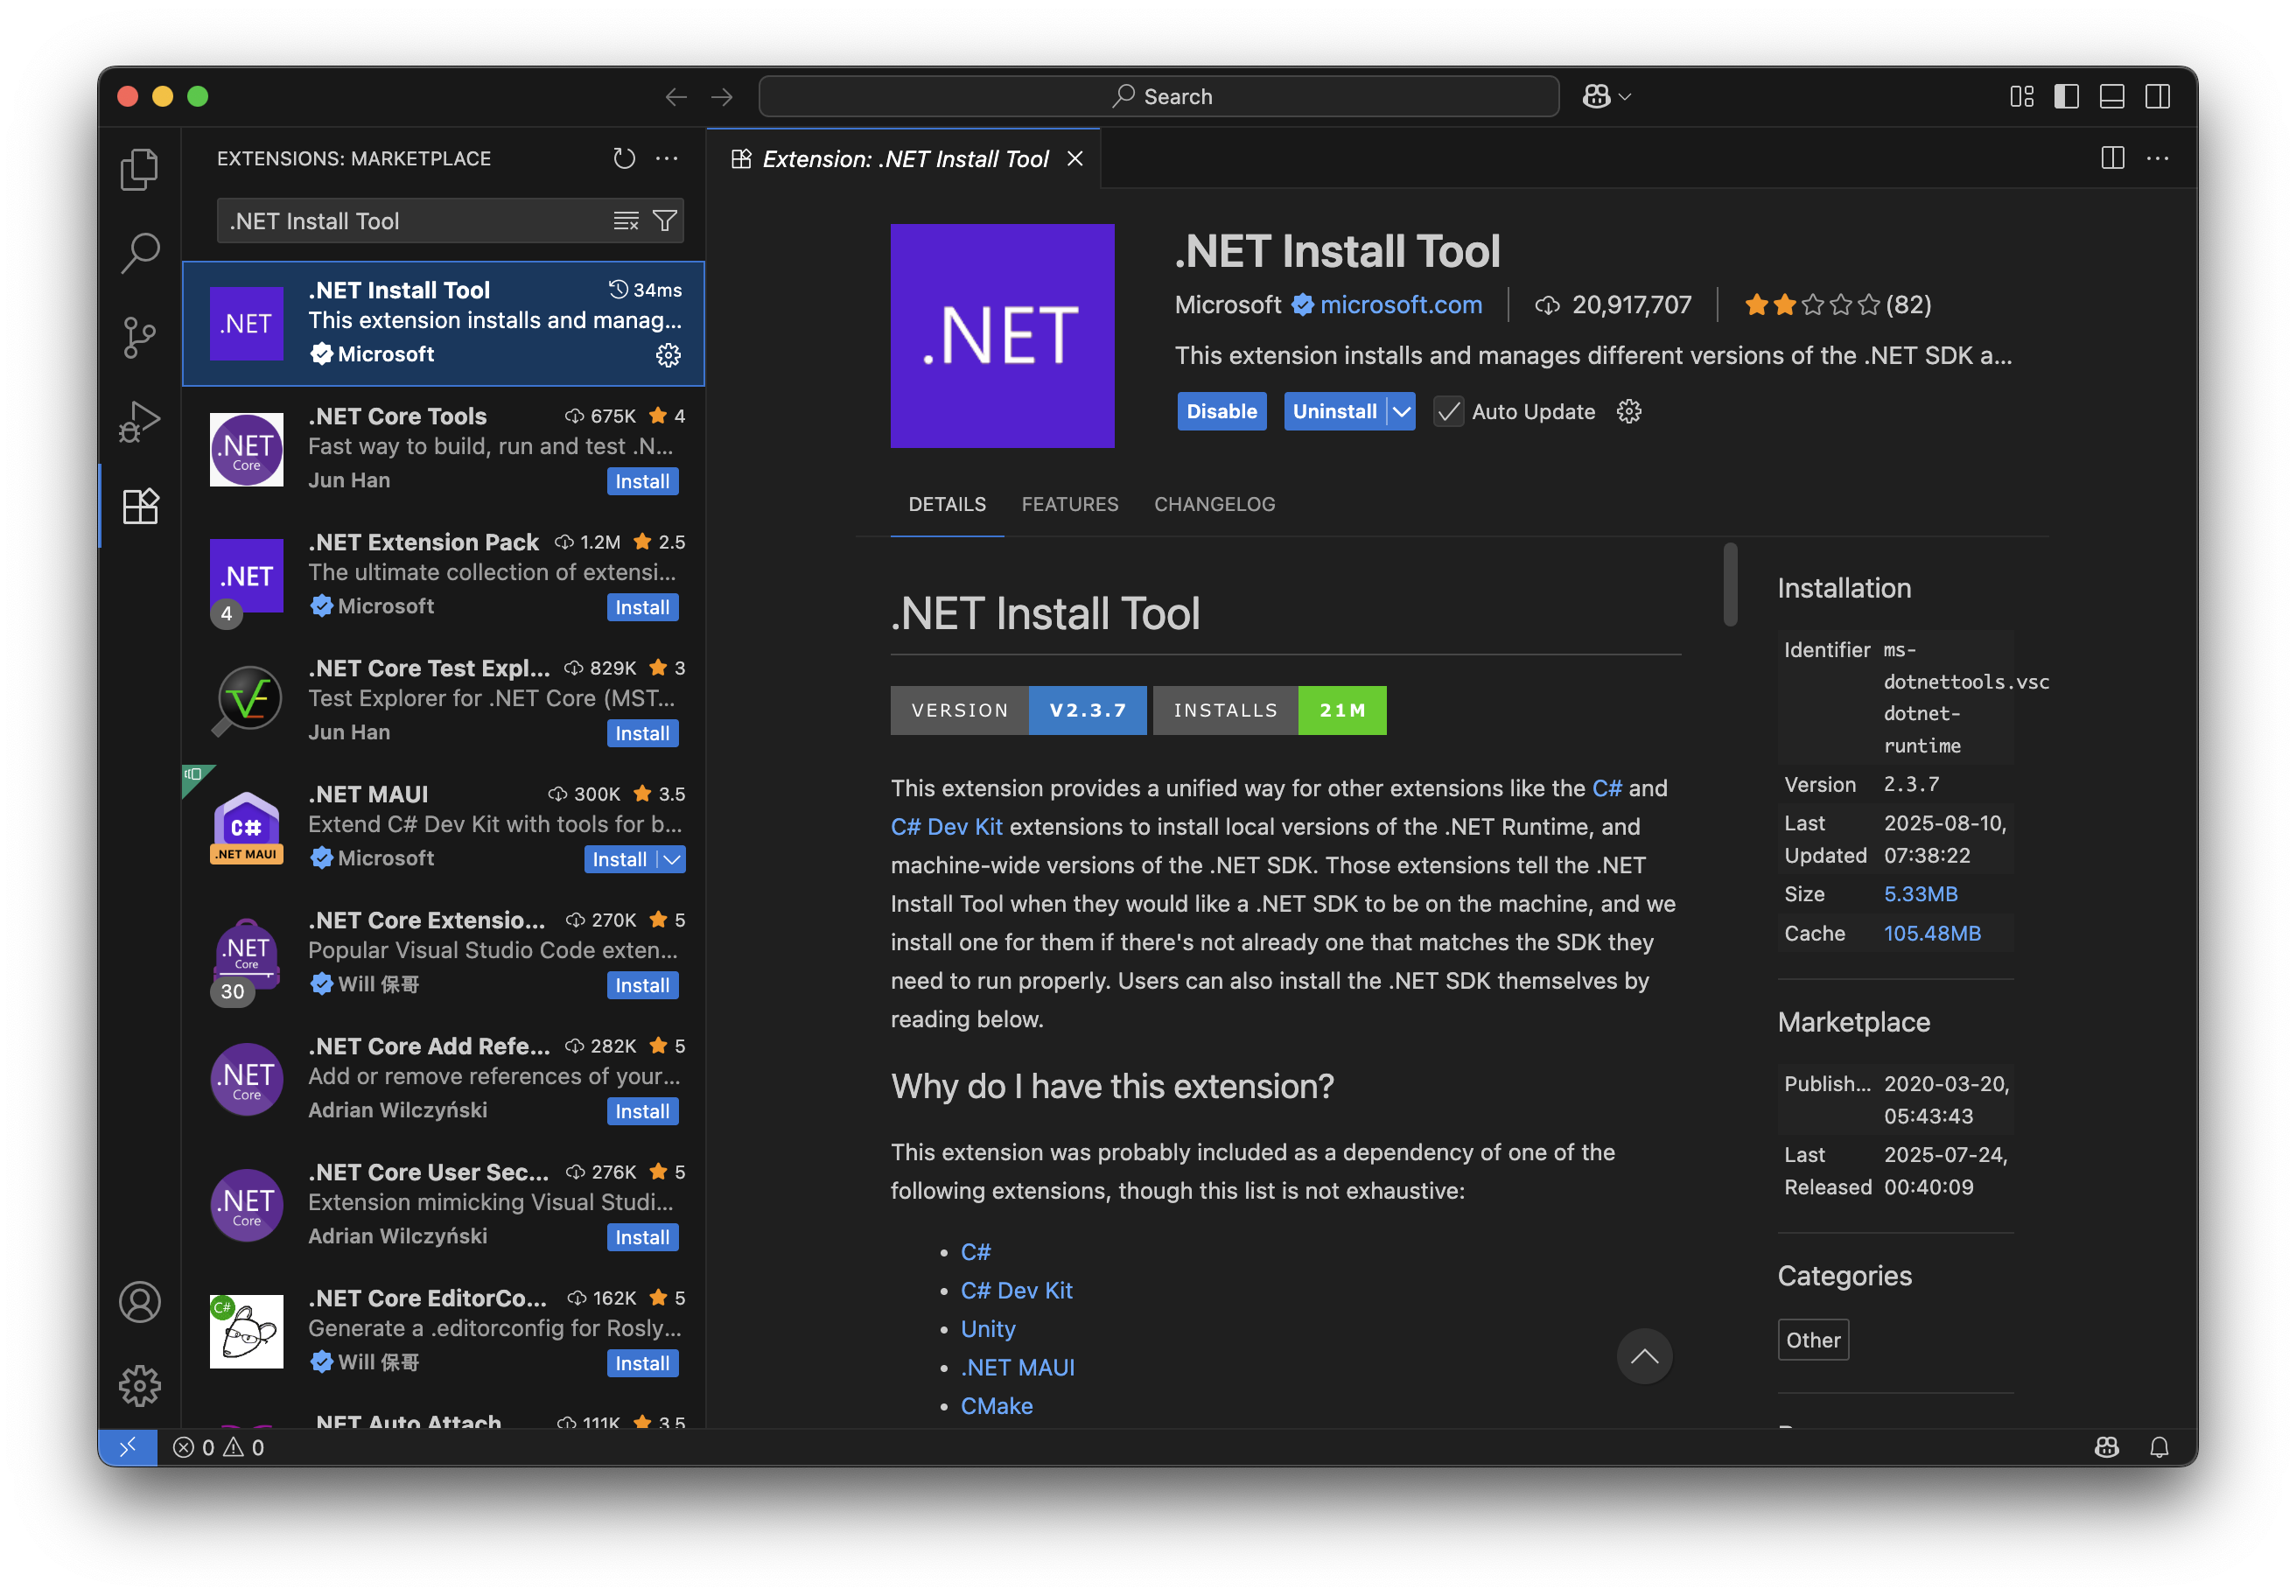 Search
EXTENSIONS: MARKETPLACE
.NET Install Tool
.NET
.NET Install Tool
34ms
This extension installs and manag...
Microsoft
.NET
Core
.NET Core Tools
675K
4
Fast way to build, run and test .N...
Jun Han
Install
.NET
4
.NET Extension Pack
1.2M
2.5
The ultimate collection of extensi...
Microsoft
Install
.NET Core Test Expl...
829K
3
Test Explorer for .NET Core (MST...
Jun Han
Install
C#
.NET MAUI
.NET MAUI
300K
3.5
Extend C# Dev Kit with tools for b...
Microsoft
Install
.NET
Core
30
.NET Core Extensio...
270K
5
Popular Visual Studio Code exten...
Will 保哥
Install
.NET
Core
.NET Core Add Refe...
282K
5
Add or remove references of your...
Adrian Wilczyński
Install
.NET
Core
.NET Core User Sec...
276K
5
Extension mimicking Visual Studi...
Adrian Wilczyński
Install
C#
.NET Core EditorCo...
162K
5
Generate a .editorconfig for Rosly...
Will 保哥
Install
.NET Auto Attach
111K
3.5
Extension: .NET Install Tool
.NET
.NET Install Tool
Microsoft
microsoft.com
20,917,707
(82)
This extension installs and manages different versions of the .NET SDK a...
Disable
Uninstall
Auto Update
DETAILS
FEATURES
CHANGELOG
.NET Install Tool
VERSION V2.3.7
INSTALLS 21M
This extension provides a unified way for other extensions like the C# and
C# Dev Kit extensions to install local versions of the .NET Runtime, and
machine-wide versions of the .NET SDK. Those extensions tell the .NET
Install Tool when they would like a .NET SDK to be on the machine, and we
install one for them if there's not already one that matches the SDK they
need to run properly. Users can also install the .NET SDK themselves by
reading below.
Why do I have this extension?
This extension was probably included as a dependency of one of the
following extensions, though this list is not exhaustive:
• C#
• C# Dev Kit
• Unity
• .NET MAUI
• CMake
Installation
Identifier ms-
dotnettools.vsc
dotnet-
runtime
Version 2.3.7
Last 2025-08-10,
Updated 07:38:22
Size 5.33MB
Cache 105.48MB
Marketplace
Publish... 2020-03-20,
05:43:43
Last 2025-07-24,
Released 00:40:09
Categories
Other
0
0